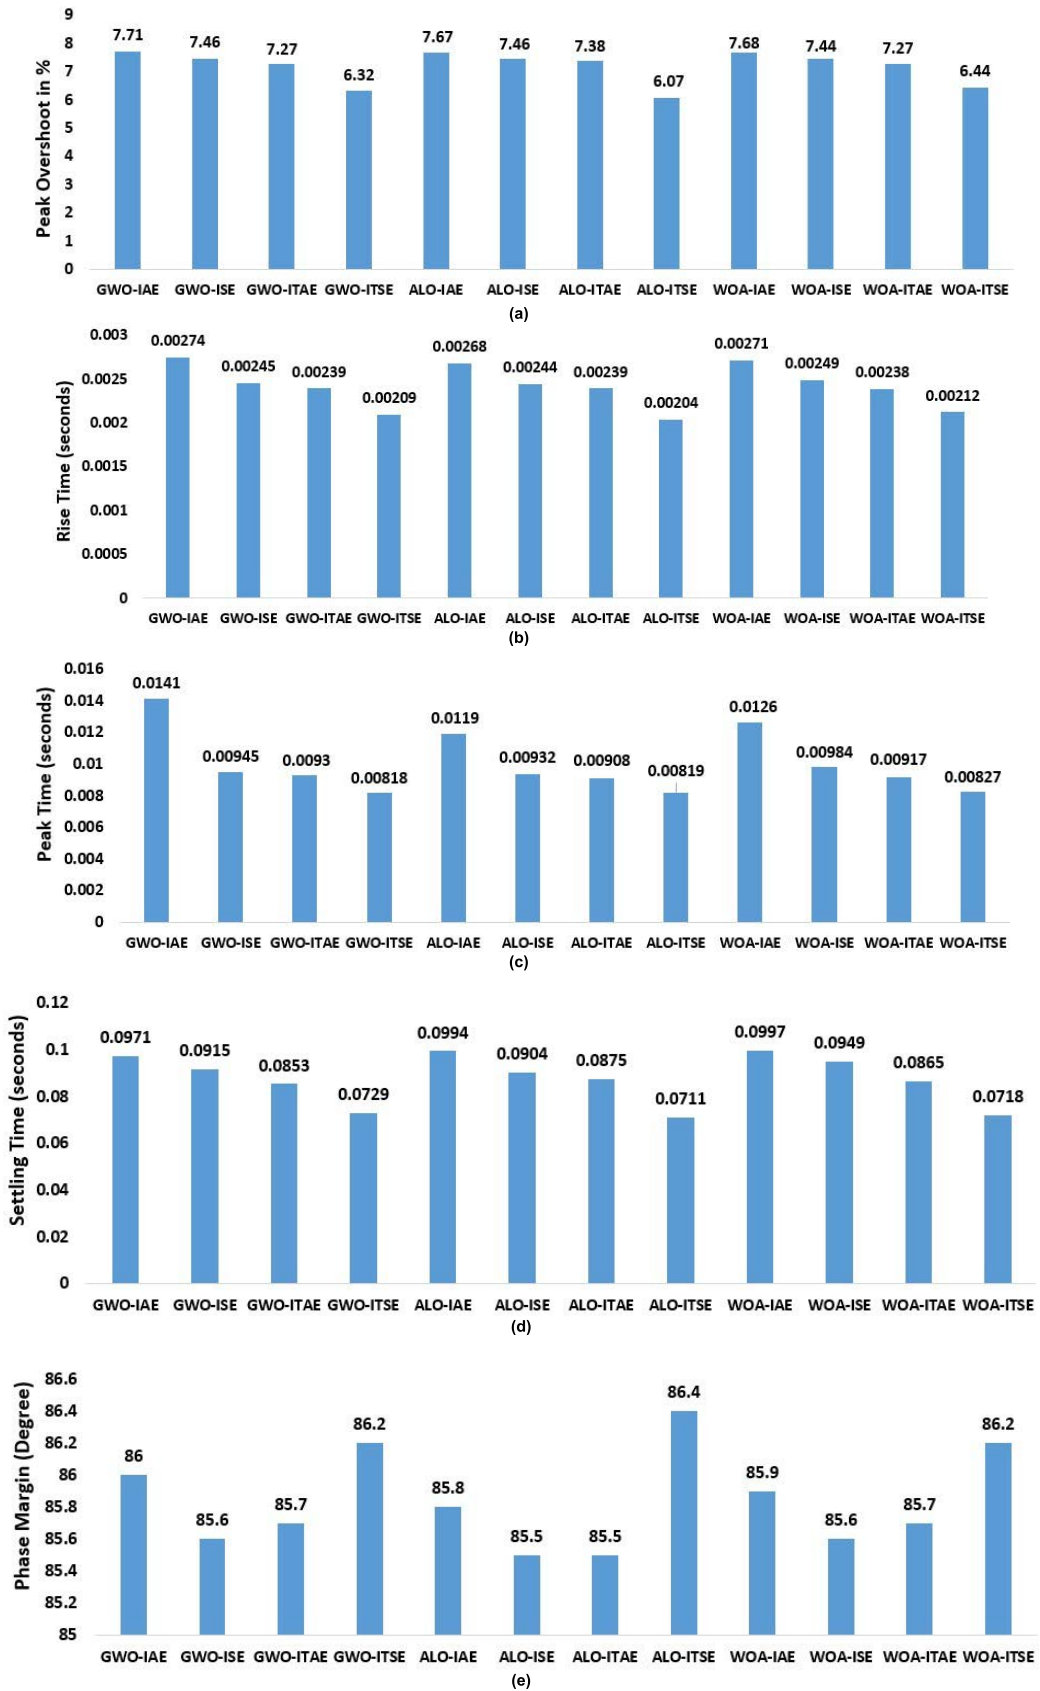 Peak Overshoot in %
9
8
7
6
5
4
3
2
1
0
7.71 7.46 7.27 6.32 7.67 7.46 7.38 6.07 7.68 7.44 7.27 6.44
GWO-IAE GWO-ISE GWO-ITAE GWO-ITSE ALO-IAE ALO-ISE ALO-ITAE ALO-ITSE WOA-IAE WOA-ISE WOA-ITAE WOA-ITSE
(a)
Rise Time (seconds)
0.003
0.0025
0.002
0.0015
0.001
0.0005
0
0.00274 0.00245 0.00239 0.00209 0.00268 0.00244 0.00239 0.00204 0.00271 0.00249 0.00238 0.00212
GWO-IAE GWO-ISE GWO-ITAE GWO-ITSE ALO-IAE ALO-ISE ALO-ITAE ALO-ITSE WOA-IAE WOA-ISE WOA-ITAE WOA-ITSE
(b)
Peak Time (seconds)
0.016
0.014
0.012
0.01
0.008
0.006
0.004
0.002
0
0.0141 0.00945 0.0093 0.00818 0.0119 0.00932 0.00908 0.00819 0.0126 0.00984 0.00917 0.00827
GWO-IAE GWO-ISE GWO-ITAE GWO-ITSE ALO-IAE ALO-ISE ALO-ITAE ALO-ITSE WOA-IAE WOA-ISE WOA-ITAE WOA-ITSE
(c)
Settling Time (seconds)
0.12
0.1
0.08
0.06
0.04
0.02
0
0.0971 0.0915 0.0853 0.0729 0.0994 0.0904 0.0875 0.0711 0.0997 0.0949 0.0865 0.0718
GWO-IAE GWO-ISE GWO-ITAE GWO-ITSE ALO-IAE ALO-ISE ALO-ITAE ALO-ITSE WOA-IAE WOA-ISE WOA-ITAE WOA-ITSE
(d)
Phase Margin (Degree)
86.6
86.4
86.2
86
85.8
85.6
85.4
85.2
85
86 85.6 85.7 86.2 85.8 85.5 85.5 86.4 85.9 85.6 85.7 86.2
GWO-IAE GWO-ISE GWO-ITAE GWO-ITSE ALO-IAE ALO-ISE ALO-ITAE ALO-ITSE WOA-IAE WOA-ISE WOA-ITAE WOA-ITSE
(e)